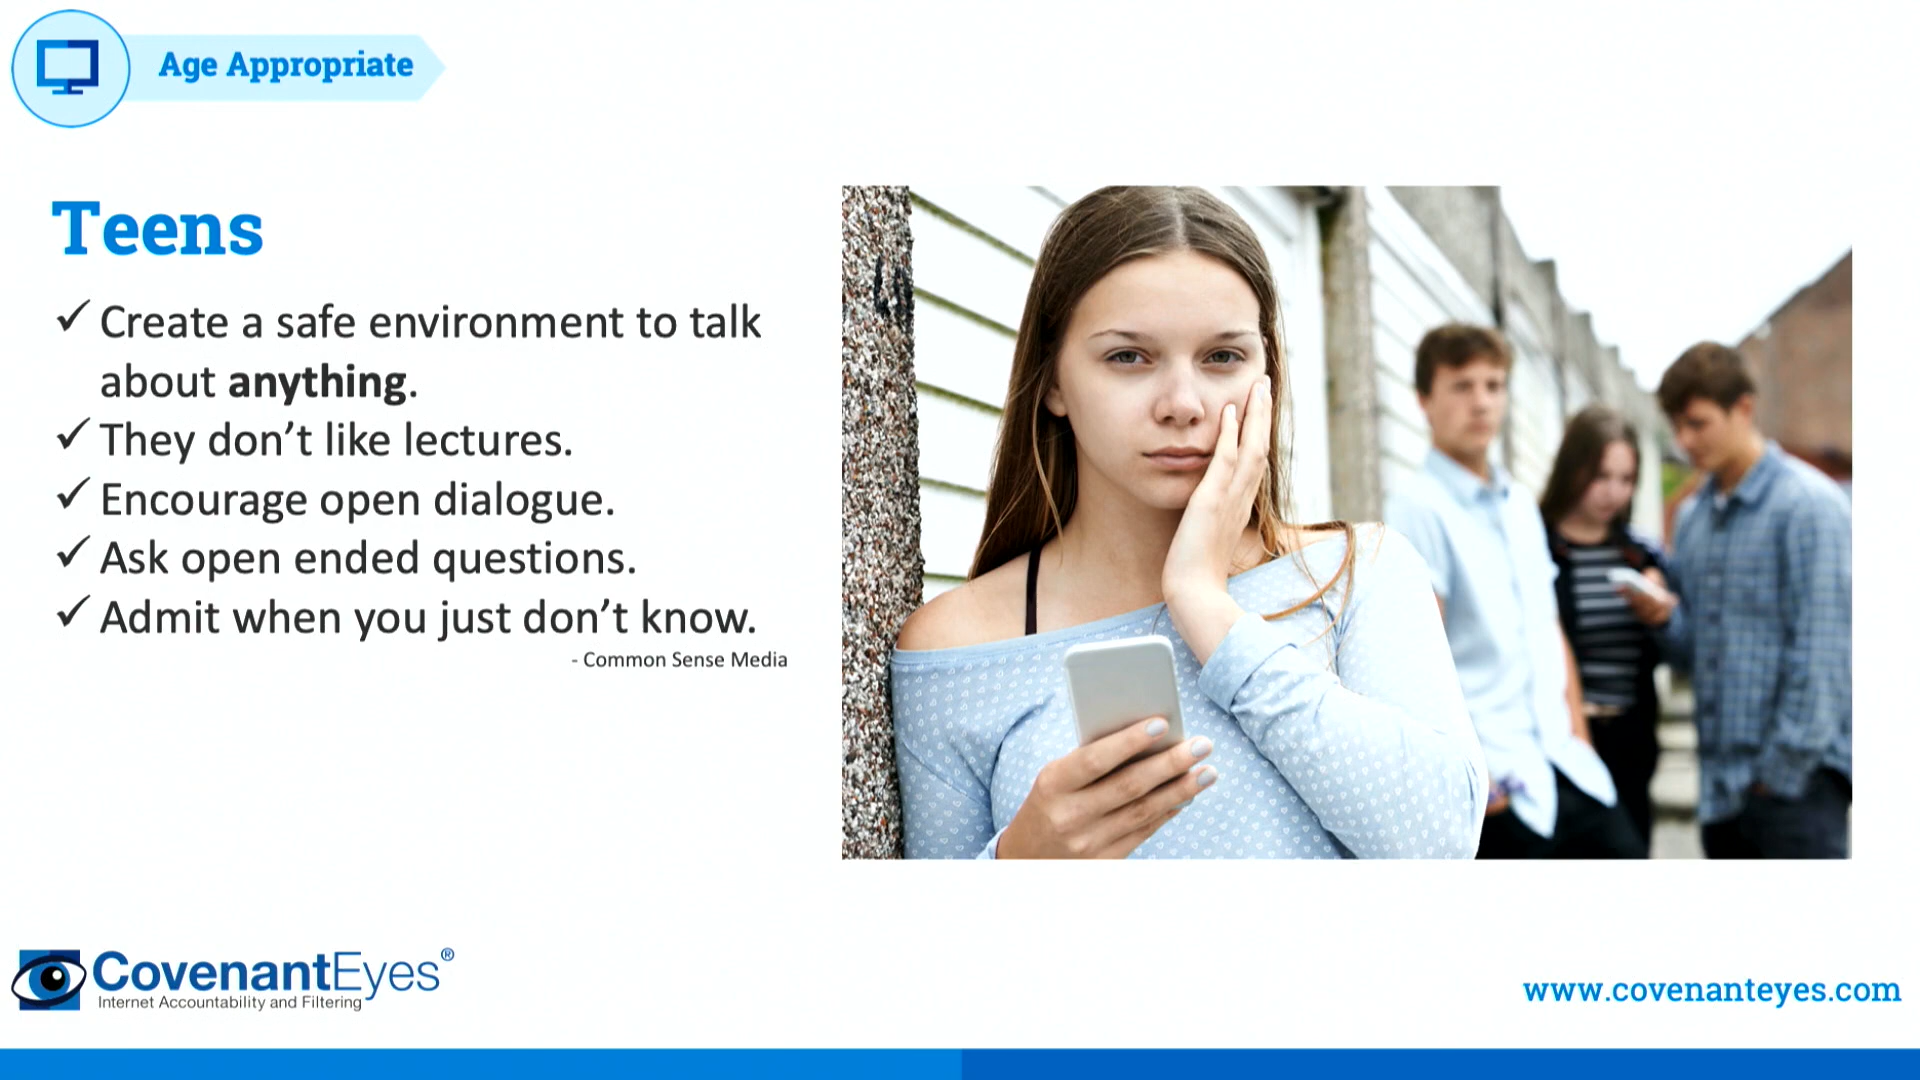 Age Appropriate
Teens
✓ Create a safe environment to talk
about anything.
✓ They don’t like lectures.
✓ Encourage open dialogue.
✓ Ask open ended questions.
✓ Admit when you just don’t know.
- Common Sense Media
CovenantEyes®
Internet Accountability and Filtering
www.covenanteyes.com